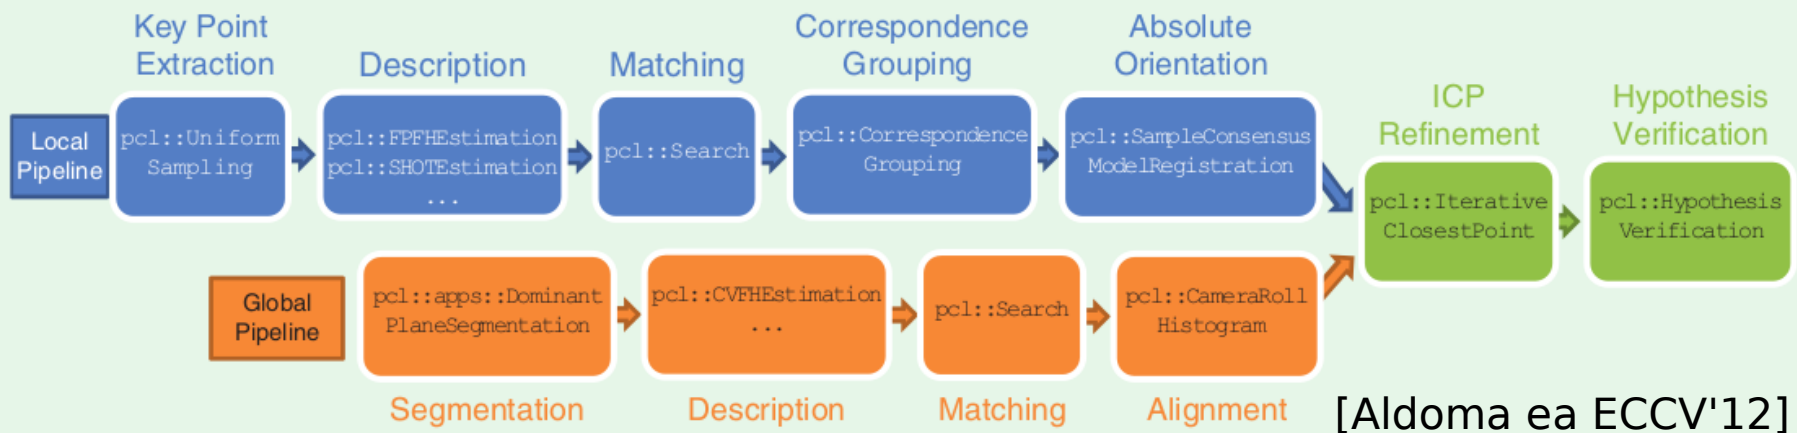 Key Point
Extraction
Description
Matching
Correspondence
Grouping
Absolute
Orientation
ICP
Refinement
Hypothesis
Verification
Local
Pipeline
pcl::Uniform
Sampling
pcl::FPFHEstimation
pcl::SHOTEstimation
...
pcl::Search
pcl::Correspondence
Grouping
pcl::SampleConsensus
ModelRegistration
pcl::Iterative
ClosestPoint
pcl::Hypothesis
Verification
Global
Pipeline
pcl::apps::Dominant
PlaneSegmentation
pcl::CVFHEstimation
...
pcl::Search
pcl::CameraRoll
Histogram
Segmentation
Description
Matching
Alignment
[Aldoma ea ECCV'12]